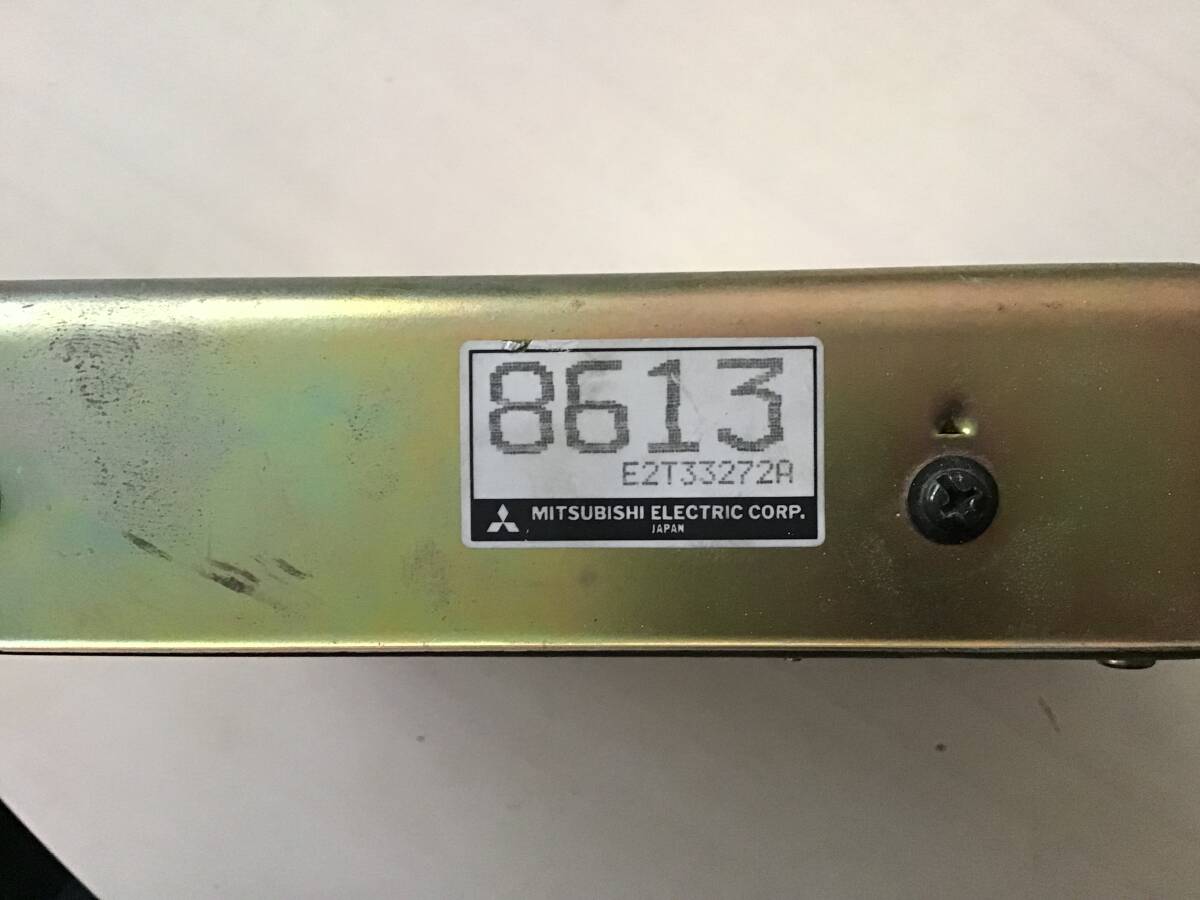 8613
E2T33272A
MITSUBISHI ELECTRIC CORP.
JAPAN